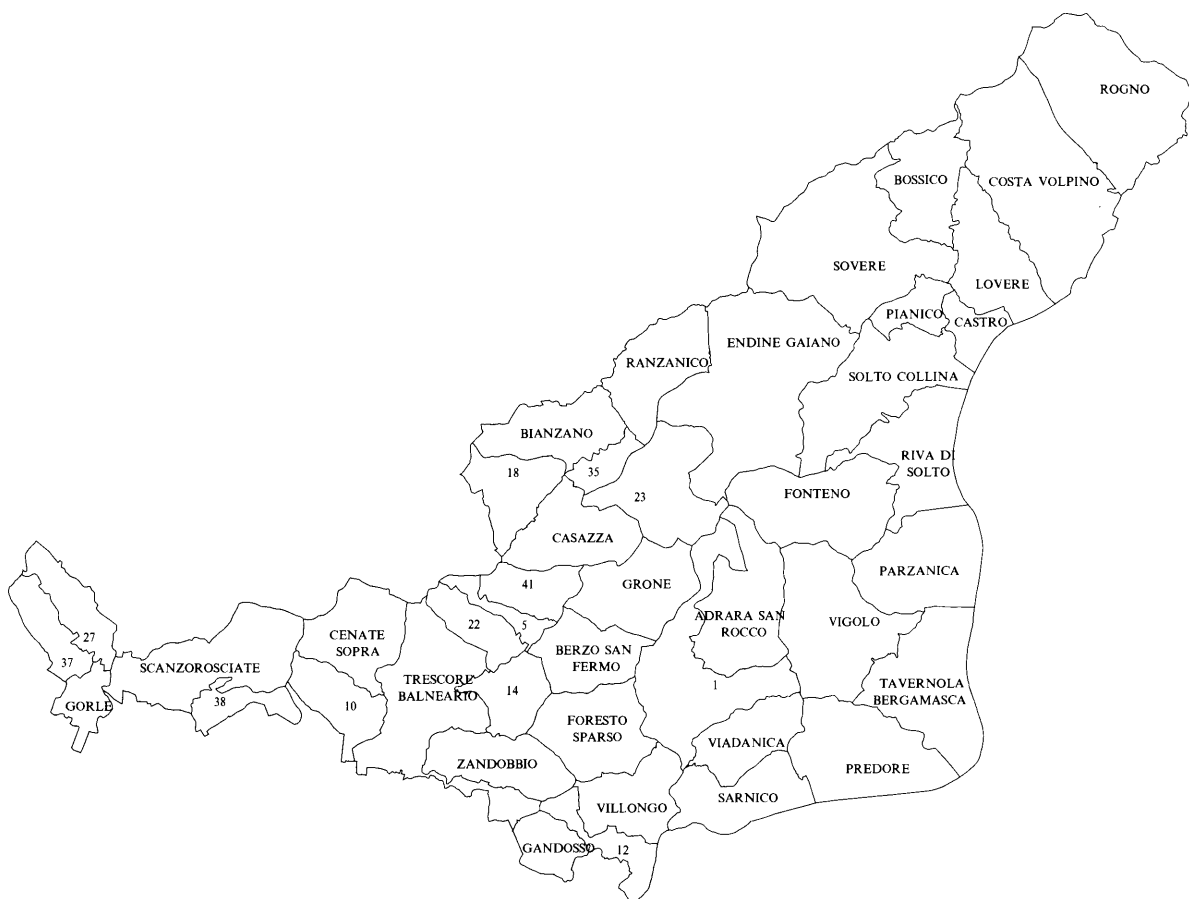 ROGNO
BOSSICO
COSTA VOLPINO
SOVERE
LOVERE
PIANICO
CASTRO
ENDINE GAIANO
RANZANICO
SOLTO COLLINA
BIANZANO
RIVA DI
SOLTO
18
35
23
FONTENO
CASAZZA
PARZANICA
41
GRONE
ADRARA SAN
ROCCO
VIGOLO
22
5
27
CENATE
SOPRA
BERZO SAN
FERMO
37
SCANZOROSCIATE
TRESCORE
BALNEARIO
14
1
TAVERNOLA
BERGAMASCA
38
10
GORLE
FORESTO
SPARSO
VIADANICA
ZANDOBBIO
PREDORE
SARNICO
VILLONGO
GANDOSSO
12